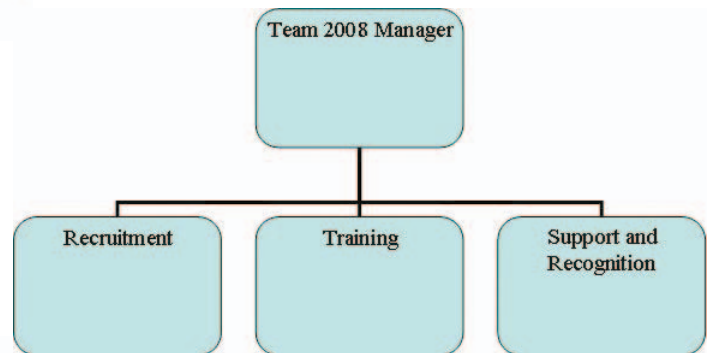 Team 2008 Manager
Recruitment
Training
Support and
Recognition